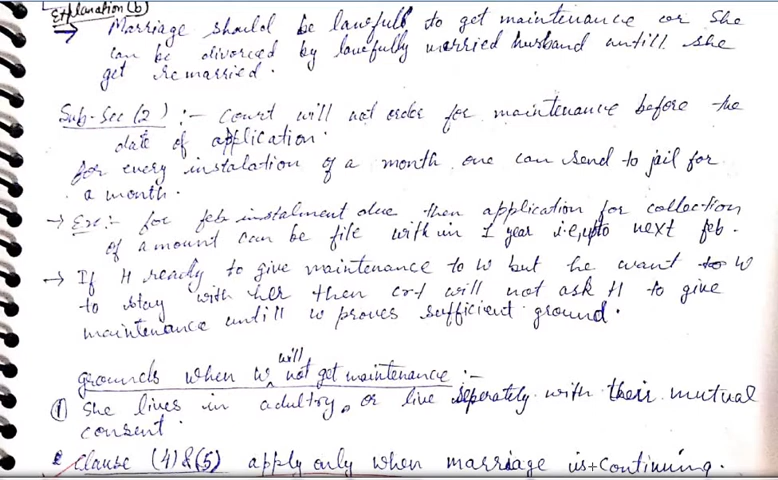 Explanation (b)
→ Marriage should be lawfull to get maintenance or she
can be divorced by lawfully married husband untill she
get remarried.
Sub-Sec (2) :- Court will not order for maintenance before the
date of application.
for every instalation of a month one can send to jail for
a month.
→ Ex:- for feb instalment due then application for collection
of amount can be file with in 1 year i.e, upto next feb.
→ If H ready to give maintenance to W but he want to W
to stay with her then crt will not ask H to give
maintenance untill w proves sufficient ground.
grounds when w will not get maintenance :-
① She lives in adultry, or live seperately with their mutual
consent.
Clause (4) & (5) apply only when marriage is continuing.